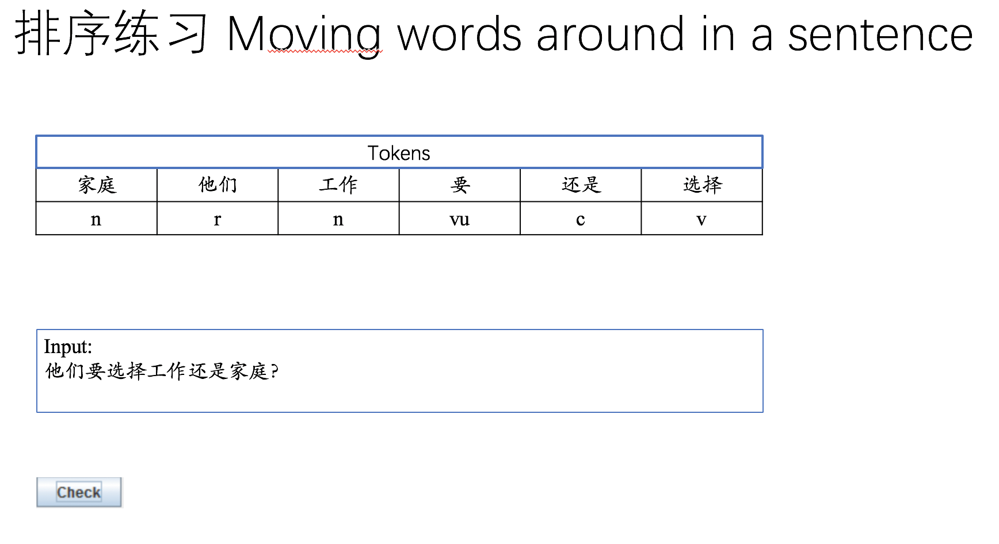 排序练习 Moving words around in a sentence
Tokens
家庭 他们 工作 要 还是 选择
n r n vu c v
Input:
他们要选择工作还是家庭?
Check